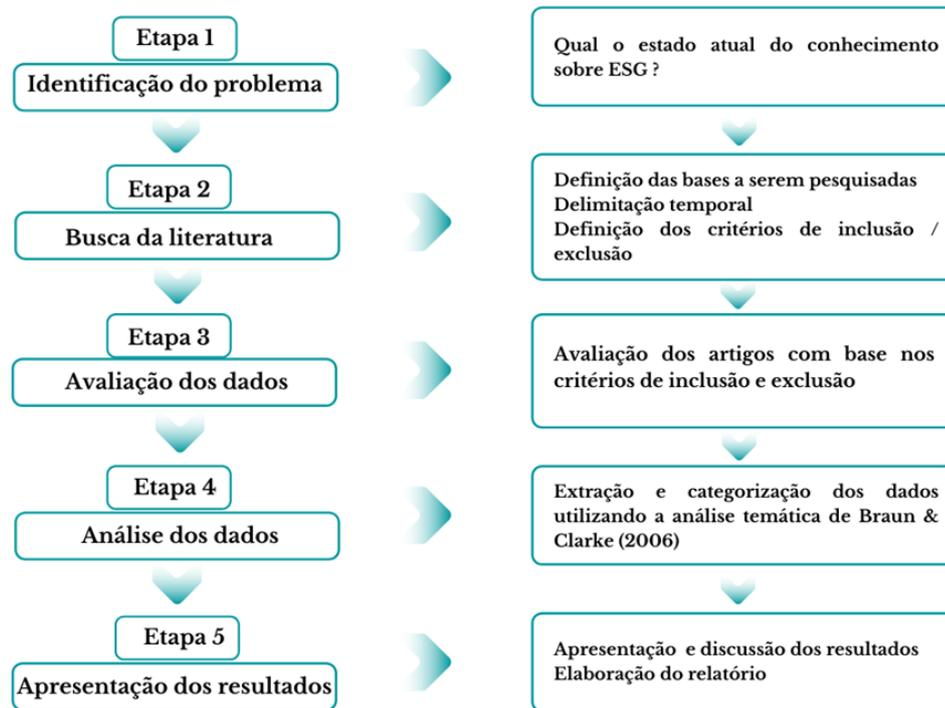 Etapa 1
Identificação do problema
Qual o estado atual do conhecimento
sobre ESG ?
Etapa 2
Busca da literatura
Definição das bases a serem pesquisadas
Delimitação temporal
Definição dos critérios de inclusão /
exclusão
Etapa 3
Avaliação dos dados
Avaliação dos artigos com base nos
critérios de inclusão e exclusão
Etapa 4
Análise dos dados
Extração e categorização dos dados
utilizando a análise temática de Braun &
Clarke (2006)
Etapa 5
Apresentação dos resultados
Apresentação e discussão dos resultados
Elaboração do relatório